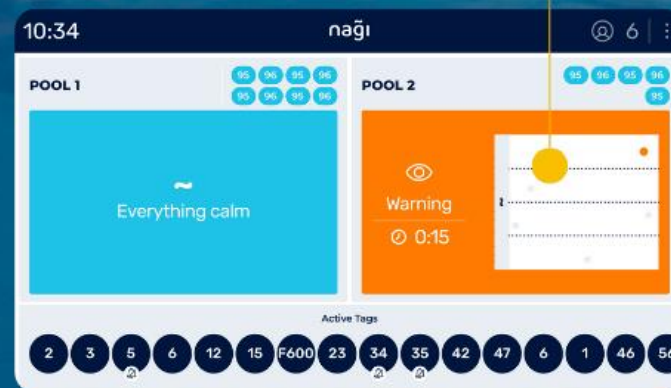 10:34
nag̃ı
6
POOL 1
95 96 95 96
95 96 95 96
~
Everything calm
POOL 2
95 96 95 96
95
Warning
0:15
Active Tags
2 3 5 6 12 15 F600 23 34 35 42 47 6 1 46